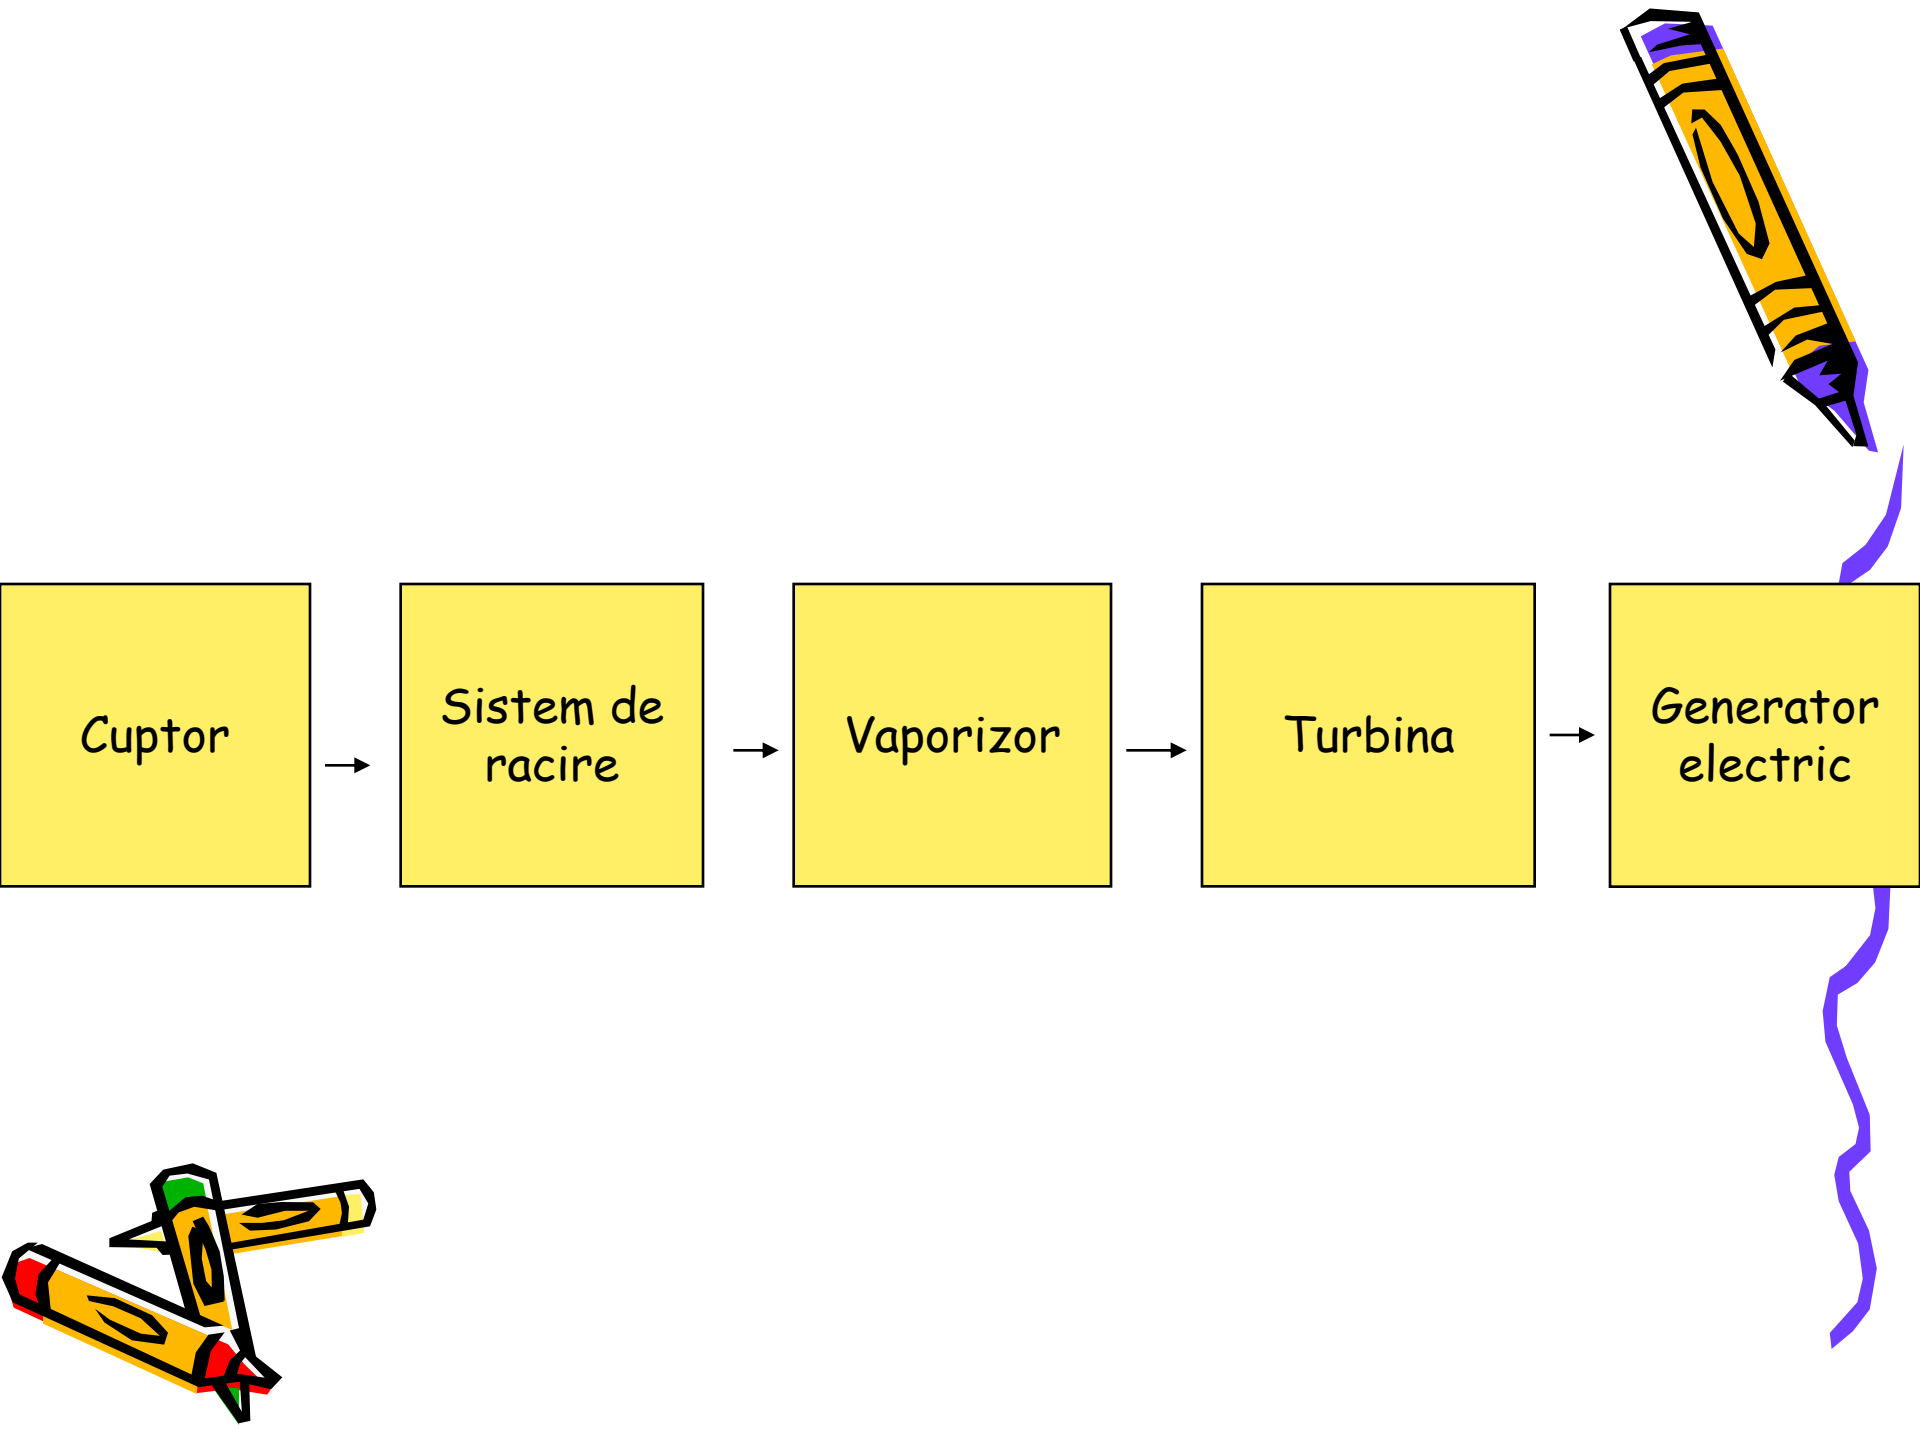 Cuptor
Sistem de
racire
Vaporizor
Turbina
Generator
electric